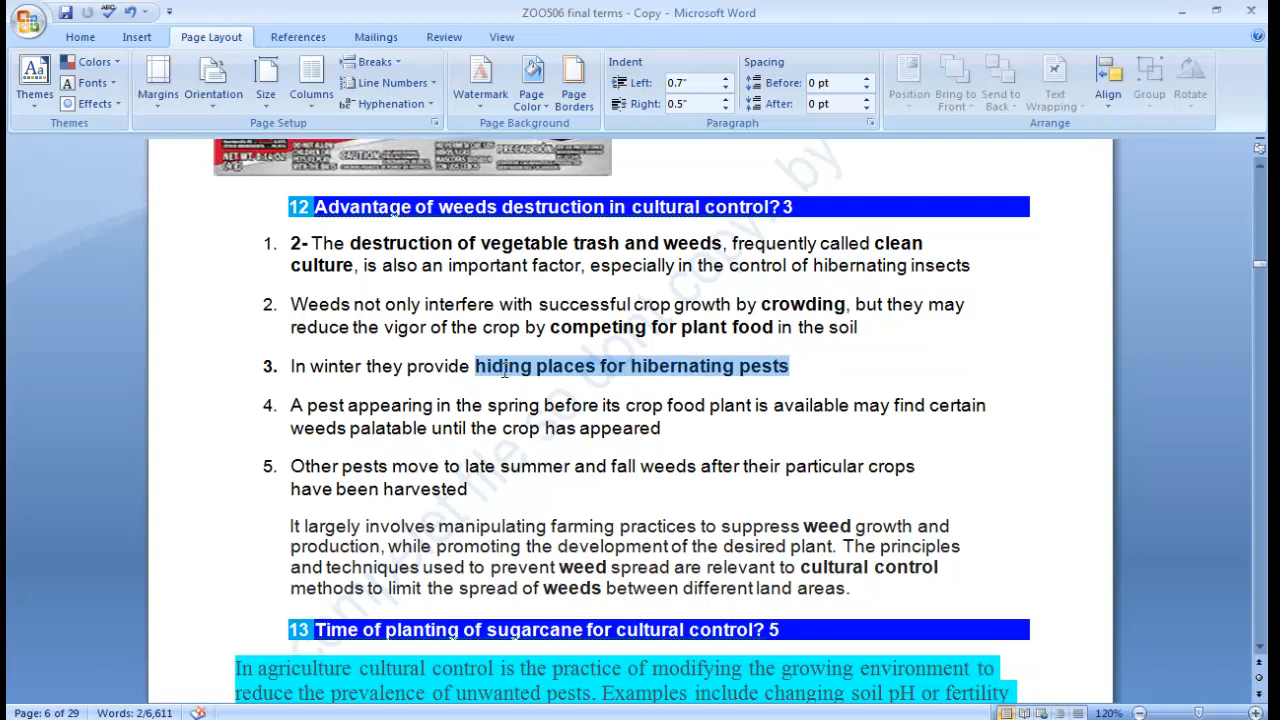 ZOO506 final terms - Copy - Microsoft Word
Home Insert Page Layout References Mailings Review View
Themes Colors Fonts Effects Themes
Margins Orientation Size Columns Breaks Line Numbers Hyphenation Page Setup
Watermark Page Color Page Borders Page Background
Indent Left: 0.7" Right: 0.5" Spacing Before: 0 pt After: 0 pt Paragraph
Position Bring to Front Send to Back Text Wrapping Align Group Rotate Arrange
NET WT.
CAUTION:
PRECAUCIÓN:
12 Advantage of weeds destruction in cultural control? 3
1. 2- The destruction of vegetable trash and weeds, frequently called clean
culture, is also an important factor, especially in the control of hibernating insects
2. Weeds not only interfere with successful crop growth by crowding, but they may
reduce the vigor of the crop by competing for plant food in the soil
3. In winter they provide hiding places for hibernating pests
4. A pest appearing in the spring before its crop food plant is available may find certain
weeds palatable until the crop has appeared
5. Other pests move to late summer and fall weeds after their particular crops
have been harvested
It largely involves manipulating farming practices to suppress weed growth and
production, while promoting the development of the desired plant. The principles
and techniques used to prevent weed spread are relevant to cultural control
methods to limit the spread of weeds between different land areas.
13 Time of planting of sugarcane for cultural control? 5
In agriculture cultural control is the practice of modifying the growing environment to
reduce the prevalence of unwanted pests. Examples include changing soil pH or fertility
file so dont copy. by
Page: 6 of 29 Words: 2/6,611 120%